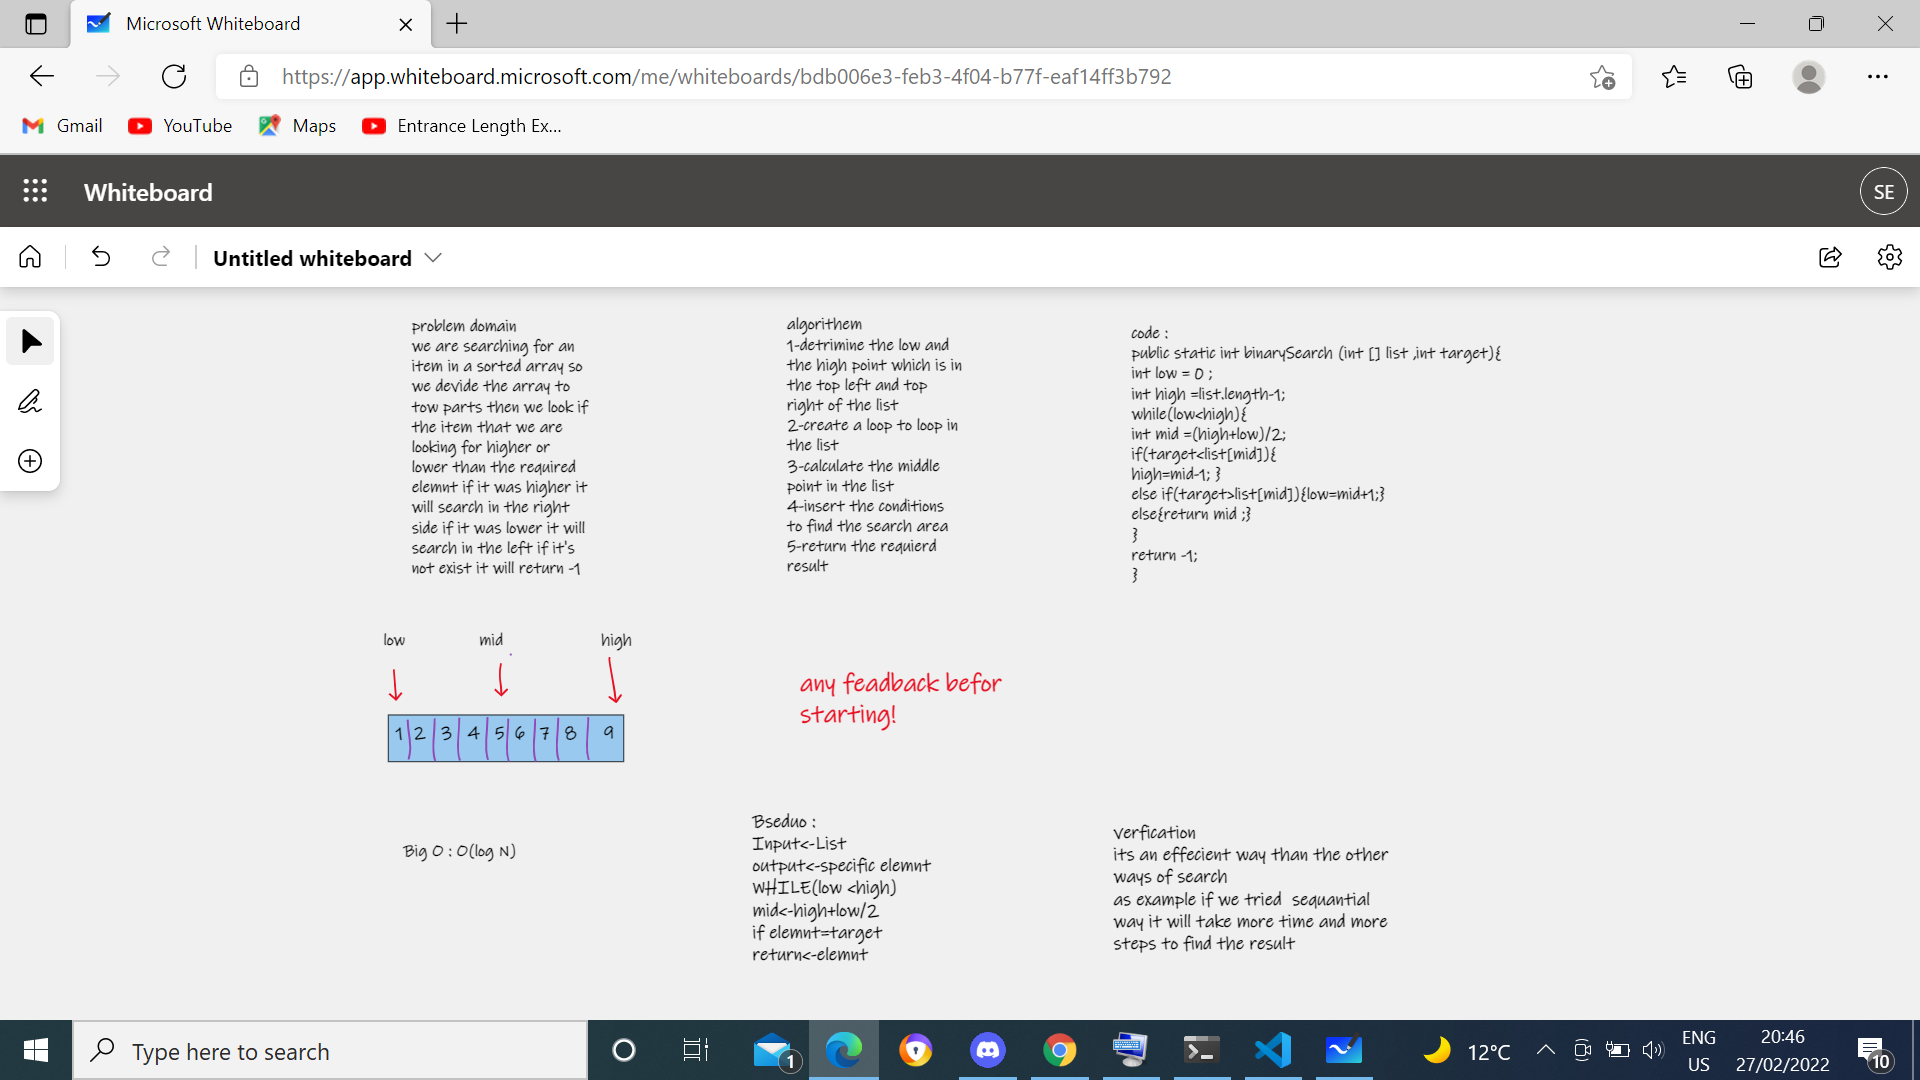 Microsoft Whiteboard
https://app.whiteboard.microsoft.com/me/whiteboards/bdb006e3-feb3-4f04-b77f-eaf14ff3b792
Gmail
YouTube
Maps
Entrance Length Ex...
Whiteboard
SE
Untitled whiteboard
problem domain
we are searching for an
item in a sorted array so
we devide the array to
tow parts then we look if
the item that we are
looking for higher or
lower than the required
elemnt if it was higher it
will search in the right
side if it was lower it will
search in the left if it's
not exist it will return -1
algorithem
1-detrimine the low and
the high point which is in
the top left and top
right of the list
2-create a loop to loop in
the list
3-calculate the middle
point in the list
4-insert the conditions
to find the search area
5-return the requierd
result
code :
public static int binarySearch (int [] list ,int target){
int low = 0 ;
int high =list.length-1;
while(low<high){
int mid =(high+low)/2;
if(target<list[mid]){
high=mid-1; }
else if(target>list[mid]){low=mid+1;}
else{return mid ;}
}
return -1;
}
low mid high
1 2 3 4 5 6 7 8 9
any feadback befor
starting!
Big O : O(log N)
Bseduo :
Input<-List
output<-specific elemnt
WHILE(low <high)
mid<-high+low/2
if elemnt=target
return<-elemnt
Verfication
its an effecient way than the other
ways of search
as example if we tried sequantial
way it will take more time and more
steps to find the result
Type here to search
1
12°C
ENG
US
20:46
27/02/2022
10